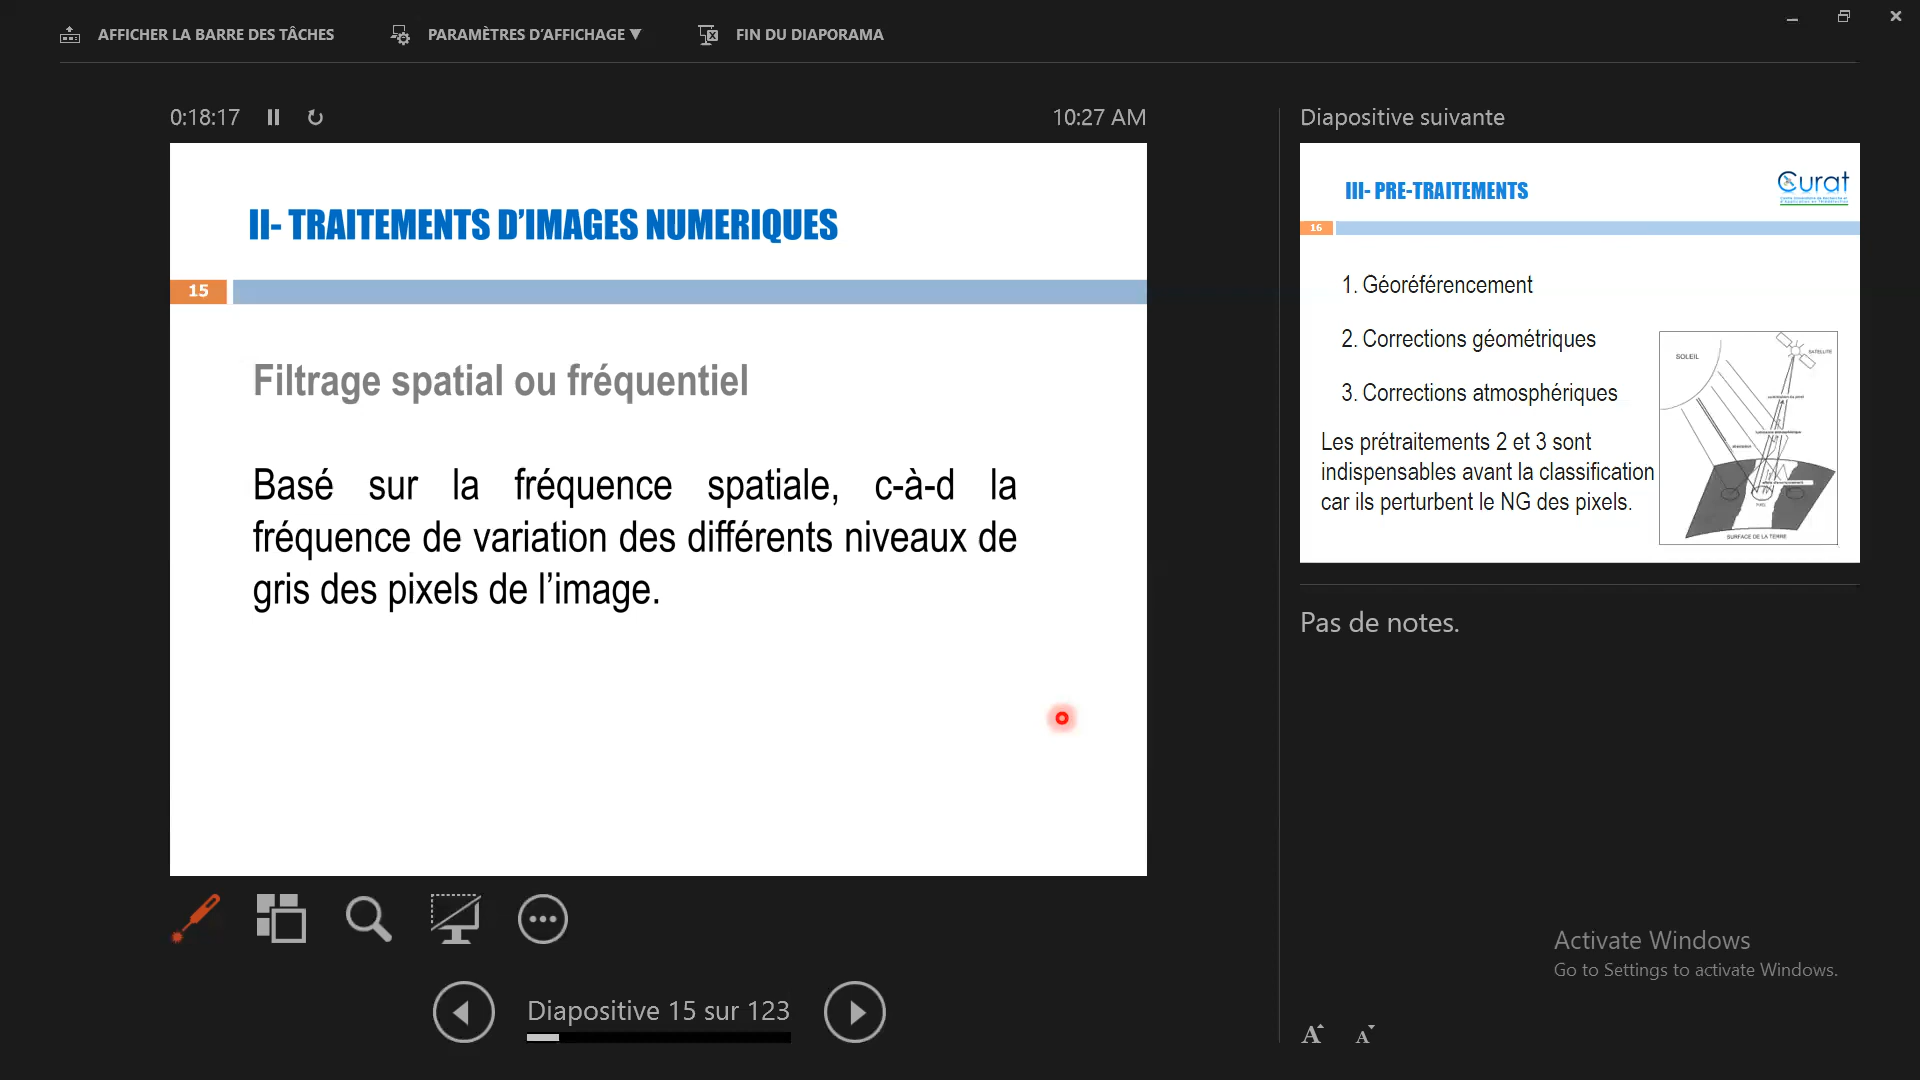 AFFICHER LA BARRE DES TÂCHES
PARAMÈTRES D'AFFICHAGE ▼
FIN DU DIAPORAMA
0:18:17
10:27 AM
II- TRAITEMENTS D’IMAGES NUMERIQUES
15
Filtrage spatial ou fréquentiel
Basé sur la fréquence spatiale, c-à-d la
fréquence de variation des différents niveaux de
gris des pixels de l’image.
Diapositive 15 sur 123
Diapositive suivante
III- PRE-TRAITEMENTS
Curat
16
1. Géoréférencement
2. Corrections géométriques
3. Corrections atmosphériques
Les prétraitements 2 et 3 sont
indispensables avant la classification
car ils perturbent le NG des pixels.
SOLEIL
SATELLITE
SURFACE DE LA TERRE
Pas de notes.
Activate Windows
Go to Settings to activate Windows.
A A